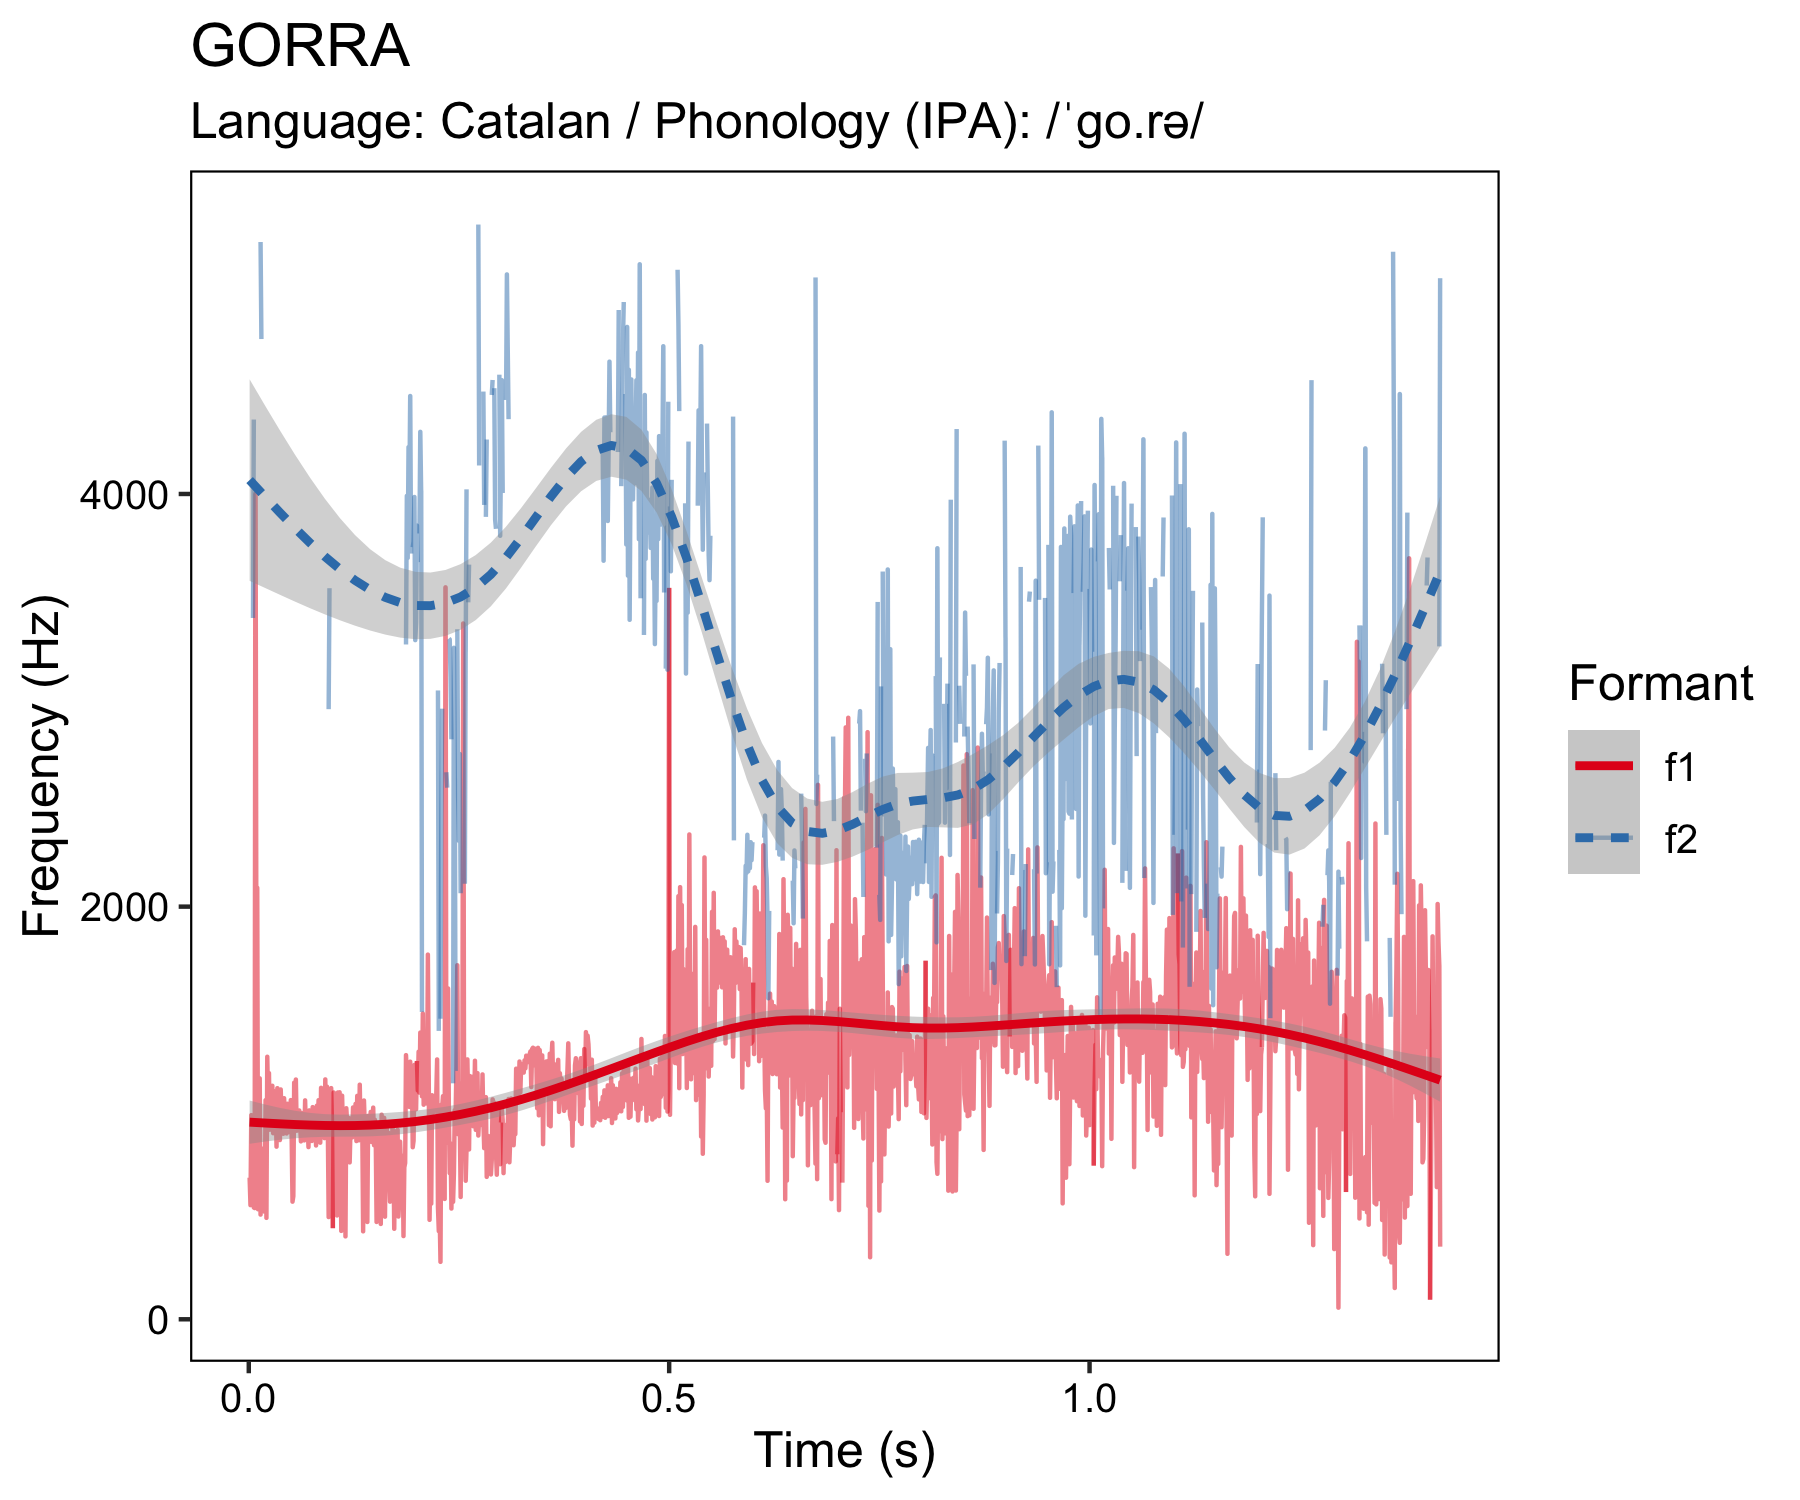 GORRA
Language: Catalan / Phonology (IPA): /ˈɡo.rə/
Frequency (Hz)
4000
2000
0
0.0 0.5 1.0
Time (s)
Formant
f1
f2